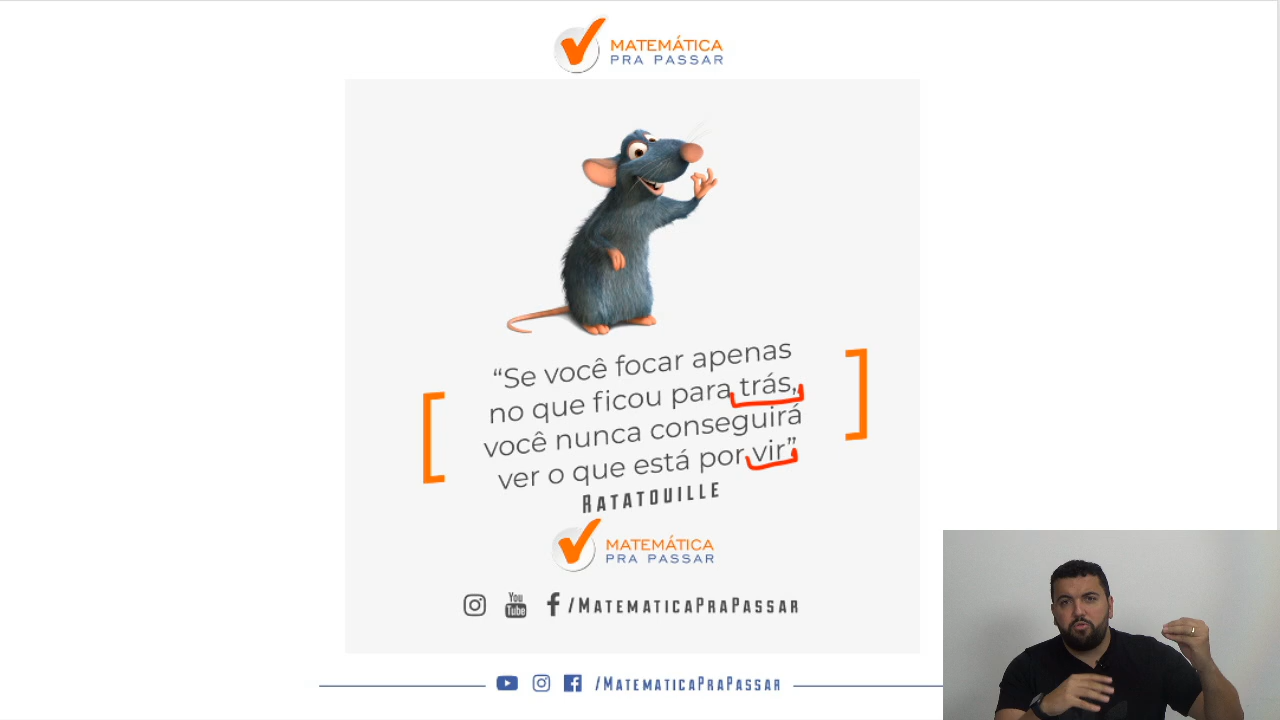 MATEMÁTICA
PRA PASSAR
“Se você focar apenas
no que ficou para trás,
você nunca conseguirá
ver o que está por vir”
RATATOUILLE
MATEMÁTICA
PRA PASSAR
You
Tube
/MATEMATICAPRAPASSAR
/MATEMATICAPRAPASSAR